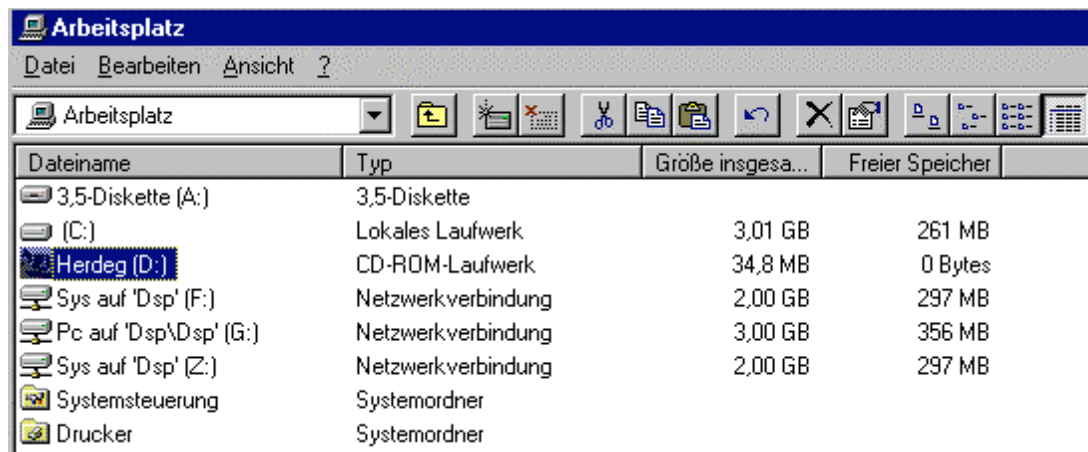 Arbeitsplatz
Datei Bearbeiten Ansicht ?
Arbeitsplatz
Dateiname Typ Größe insgesa... Freier Speicher
3,5-Diskette (A:) 3,5-Diskette
(C:) Lokales Laufwerk 3,01 GB 261 MB
Herdeg (D:) CD-ROM-Laufwerk 34,8 MB 0 Bytes
Sys auf 'Dsp' (F:) Netzwerkverbindung 2,00 GB 297 MB
Pc auf 'Dsp\Dsp' (G:) Netzwerkverbindung 3,00 GB 356 MB
Sys auf 'Dsp' (Z:) Netzwerkverbindung 2,00 GB 297 MB
Systemsteuerung Systemordner
Drucker Systemordner